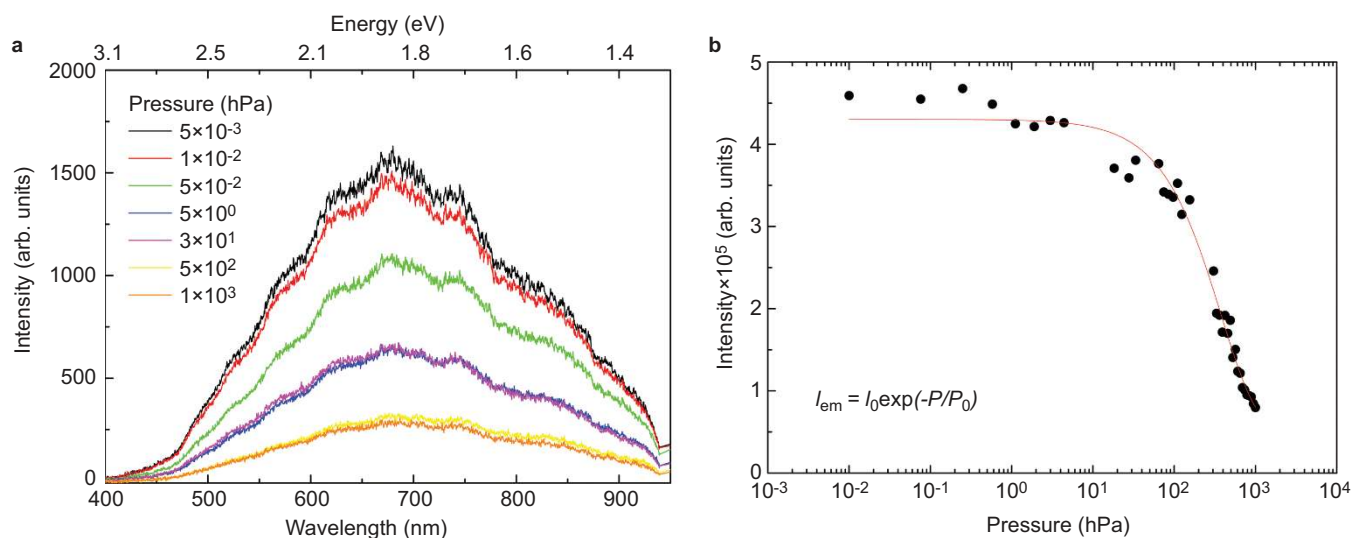 a
Energy (eV)
3.1 2.5 2.1 1.8 1.6 1.4
2000
1500
1000
500
0
Intensity (arb. units)
Pressure (hPa)
5×10⁻³
1×10⁻²
5×10⁻²
5×10⁰
3×10¹
5×10²
1×10³
400 500 600 700 800 900
Wavelength (nm)
b
5
4
3
2
1
0
Intensity×10⁵ (arb. units)
I_em = I₀exp(-P/P₀)
10⁻³ 10⁻² 10⁻¹ 10⁰ 10¹ 10² 10³ 10⁴
Pressure (hPa)